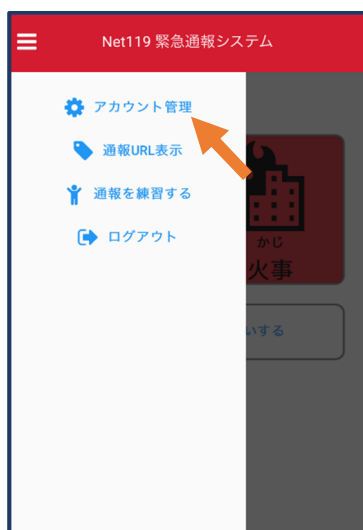 Net119 緊急通報システム
アカウント管理
通報URL表示
通報を練習する
ログアウト
かじ
火事
いする